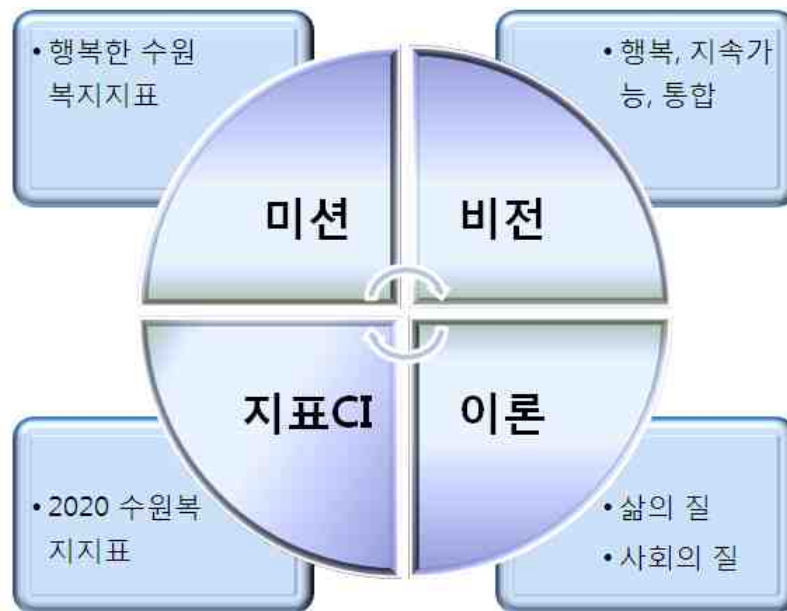 • 행복한 수원
복지지표
• 행복, 지속가
능, 통합
미션
비전
지표CI
이론
• 2020 수원복
지지표
• 삶의 질
• 사회의 질